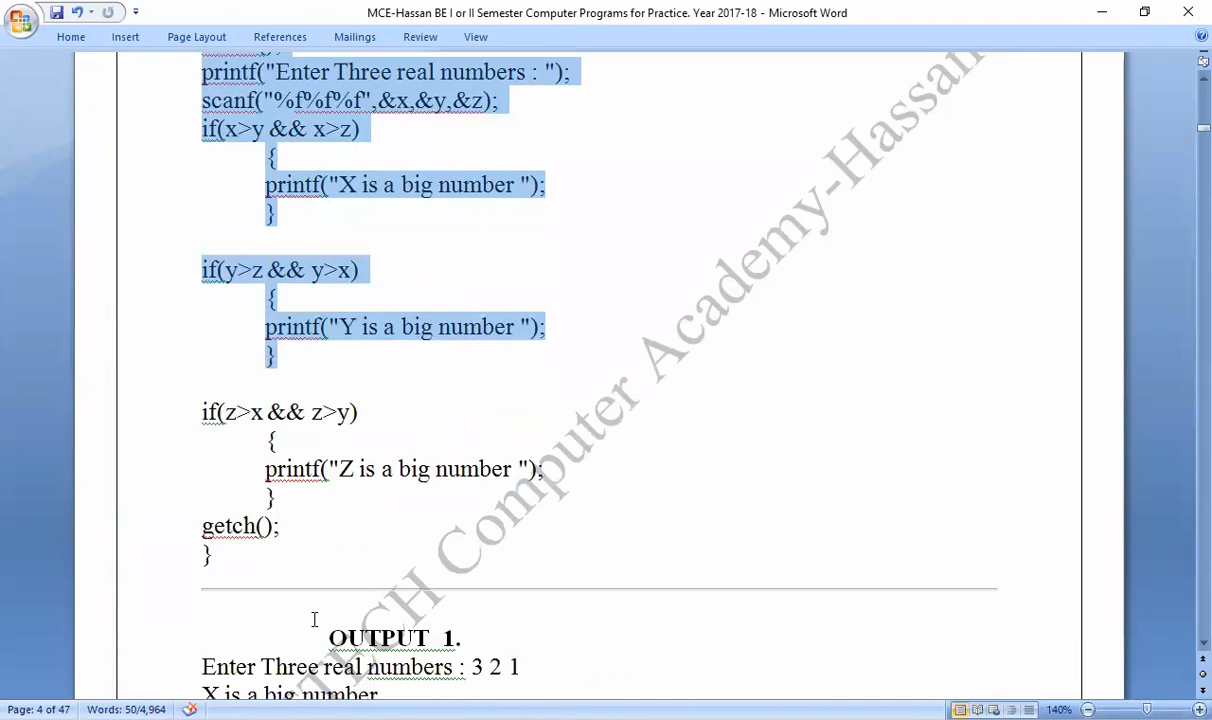 MCE-Hassan BE I or II Semester Computer Programs for Practice. Year 2017-18 - Microsoft Word
Home Insert Page Layout References Mailings Review View
printf("Enter Three real numbers : ");
scanf("%f%f%f",&x,&y,&z);
if(x>y && x>z)
{
printf("X is a big number ");
}
if(y>z && y>x)
{
printf("Y is a big number ");
}
if(z>x && z>y)
{
printf("Z is a big number ");
}
getch();
}
OUTPUT 1.
Enter Three real numbers : 3 2 1
X is a big number
TECH Computer Academy-Hassan
Page: 4 of 47 Words: 50/4,964 140%